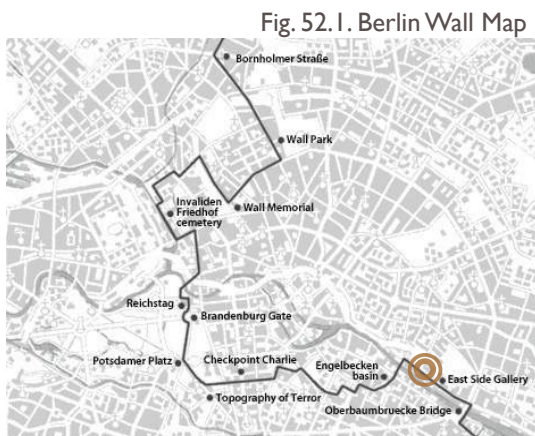 Fig. 52.1. Berlin Wall Map
Bornholmer Straße
Wall Park
Invaliden
Friedhof
cemetery
Wall Memorial
Reichstag
Brandenburg Gate
Potsdamer Platz
Checkpoint Charlie
Engelbecken
basin
East Side Gallery
Topography of Terror
Oberbaumbruecke Bridge